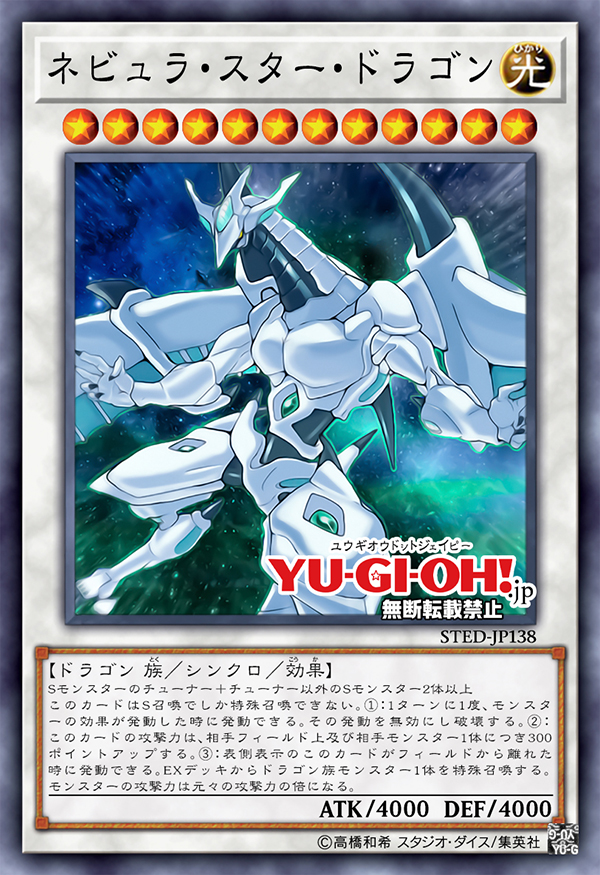 ネビュラ・スター・ドラゴン
ひかり
光
ユウギオウドットジェイピー
YU-GI-OH!.jp
無断転載禁止
STED-JP138
【ドラゴン族／シンクロ／効果】
ぞく こうか
Sモンスターのチューナー＋チューナー以外のSモンスター2体以上
このカードはS召喚でしか特殊召喚できない。①：1ターンに1度、モンスター
の効果が発動した時に発動できる。その発動を無効にし破壊する。②：
このカードの攻撃力は、相手フィールド上及び相手モンスター1体につき300
ポイントアップする。③：表側表示のこのカードがフィールドから離れた
時に発動できる。EXデッキからドラゴン族モンスター1体を特殊召喚する。
モンスターの攻撃力は元々の攻撃力の倍になる。
ATK/4000 DEF/4000
©高橋和希 スタジオ・ダイス/集英社